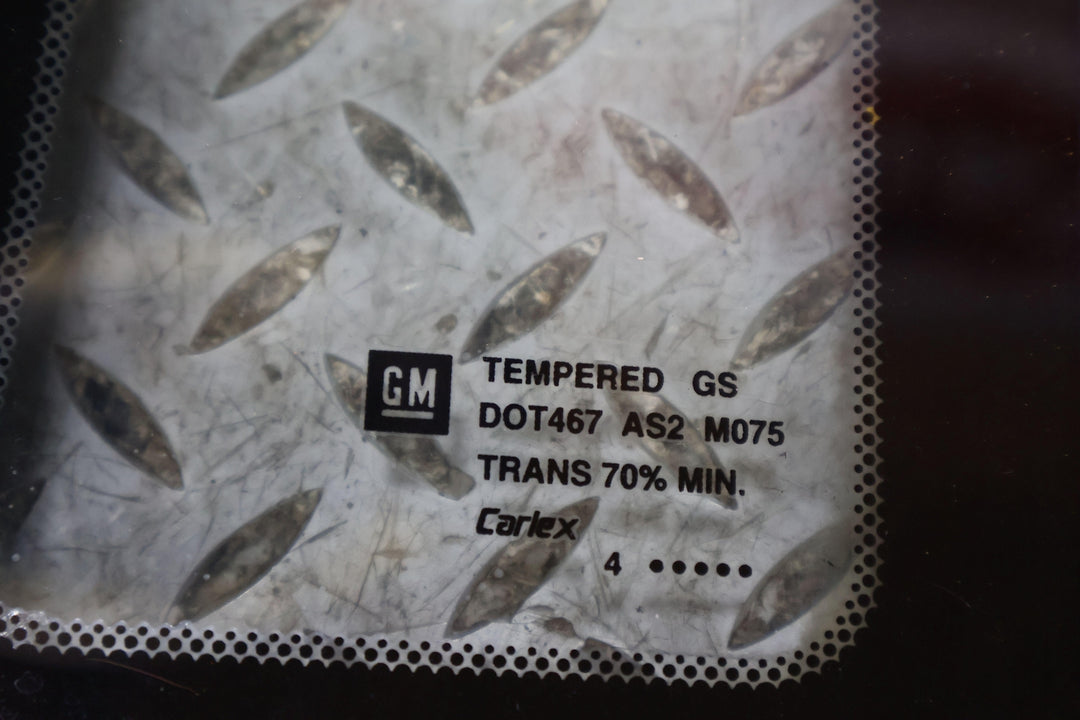 GM
TEMPERED GS
DOT467 AS2 M075
TRANS 70% MIN.
Carlex
4 •••••